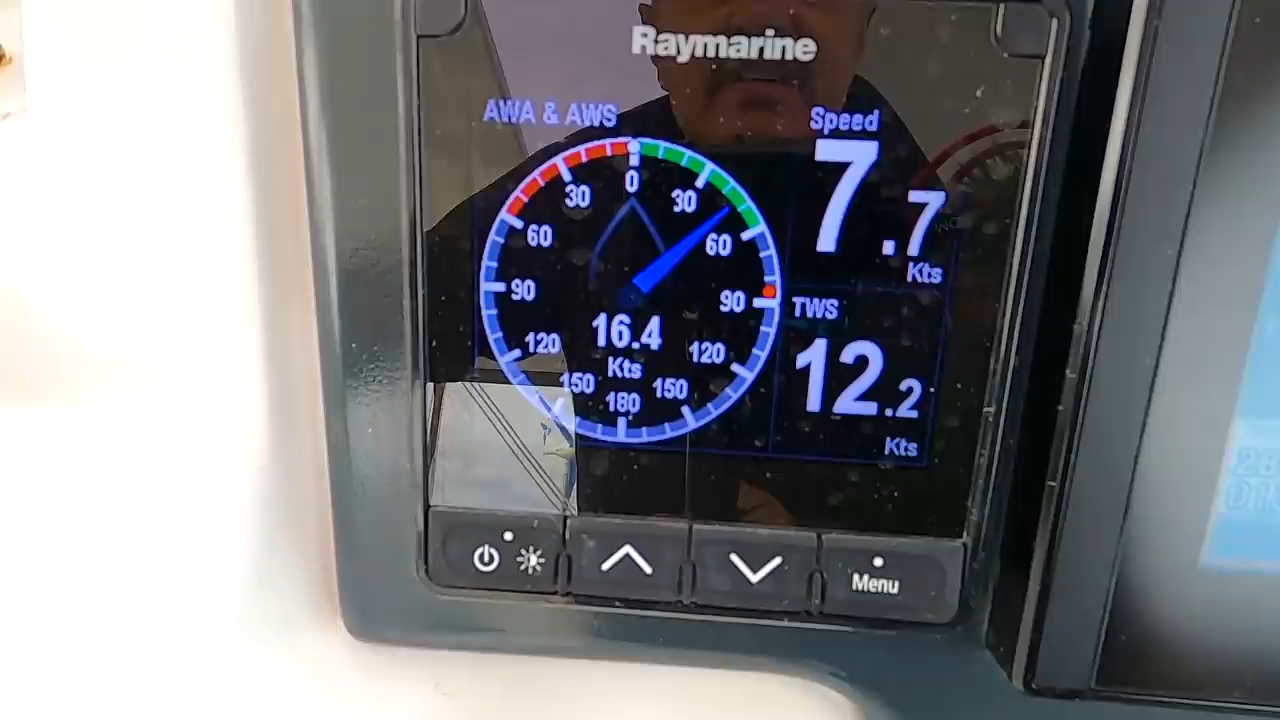 Raymarine
AWA & AWS
0
30
30
60
60
90
90
120
120
150
150
180
16.4
Kts
Speed
7.7
Kts
TWS
12.2
Kts
Menu